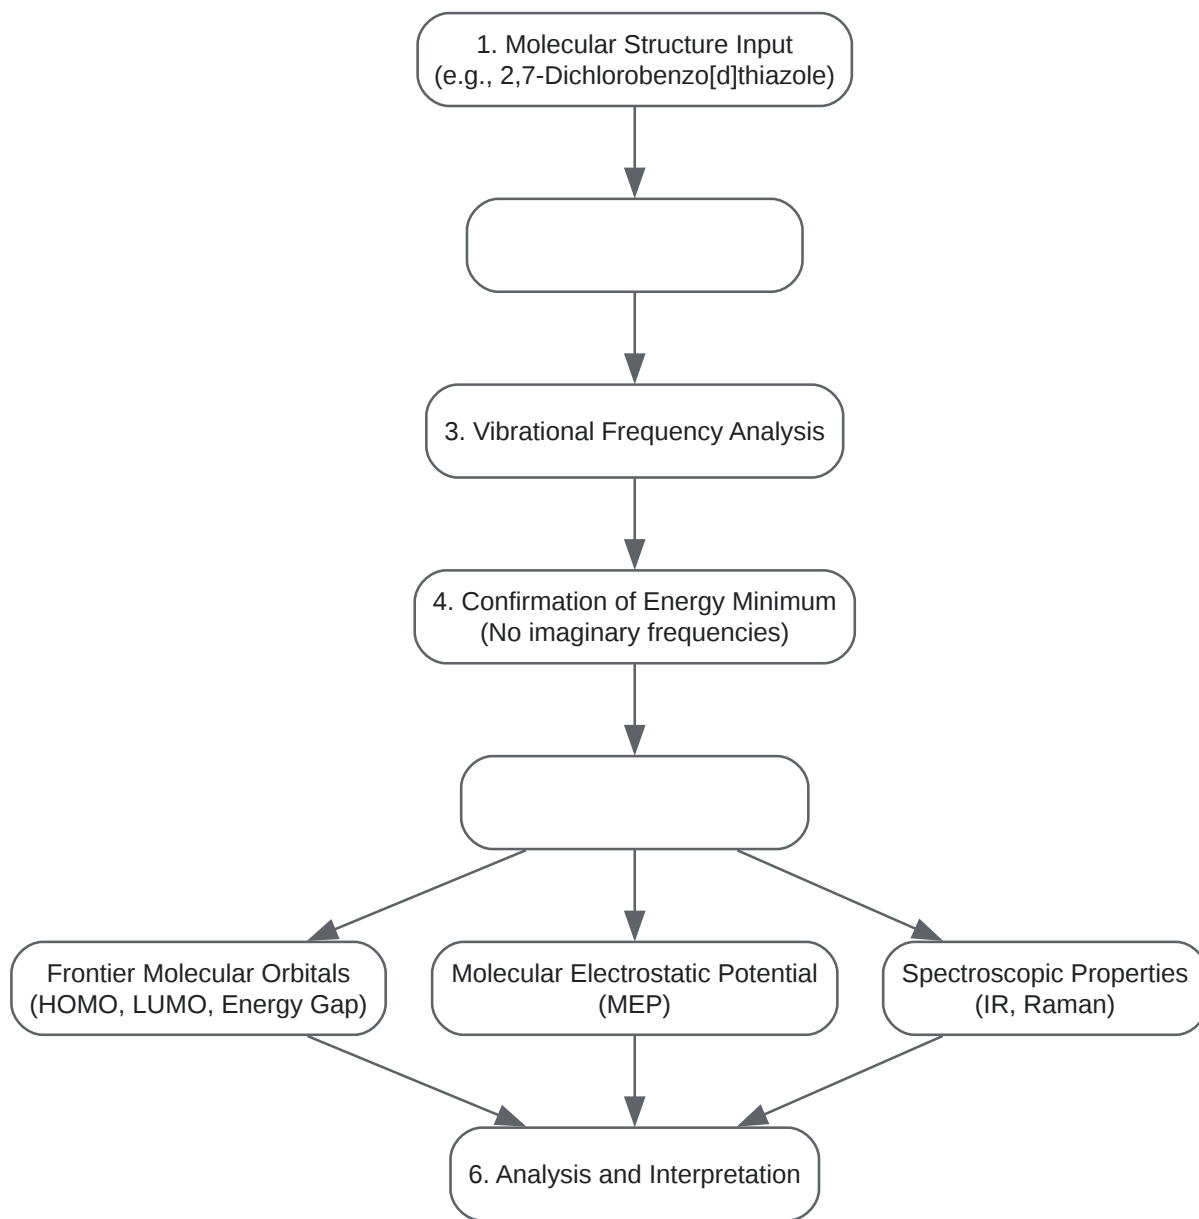 1. Molecular Structure Input
(e.g., 2,7-Dichlorobenzo[d]thiazole)
3. Vibrational Frequency Analysis
4. Confirmation of Energy Minimum
(No imaginary frequencies)
Frontier Molecular Orbitals
(HOMO, LUMO, Energy Gap)
Molecular Electrostatic Potential
(MEP)
Spectroscopic Properties
(IR, Raman)
6. Analysis and Interpretation